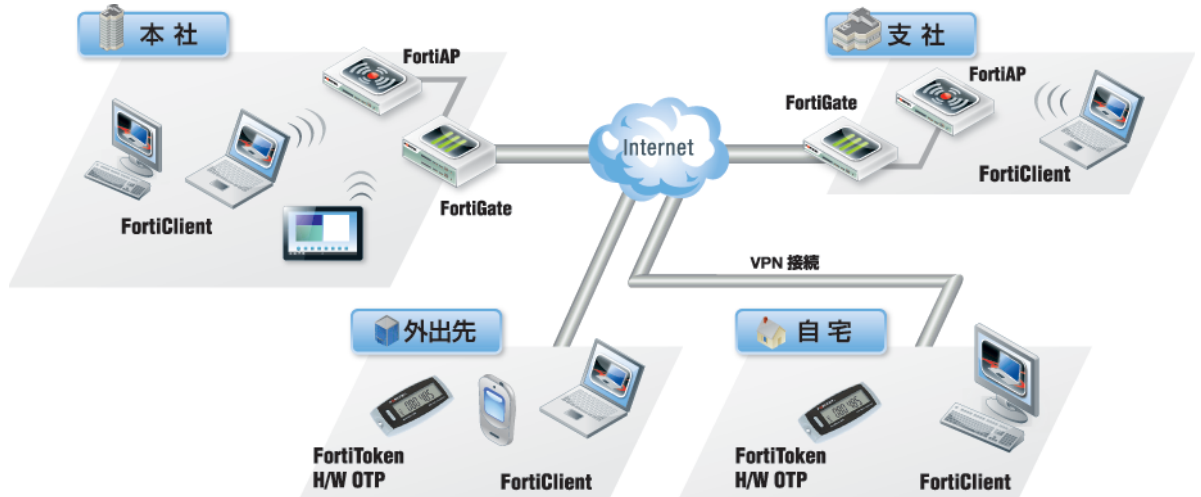 本社
支社
FortiAP
FortiAP
FortiGate
Internet
FortiClient
FortiClient
FortiGate
VPN 接続
外出先
自宅
FortiToken
H/W OTP
FortiClient
FortiToken
H/W OTP
FortiClient